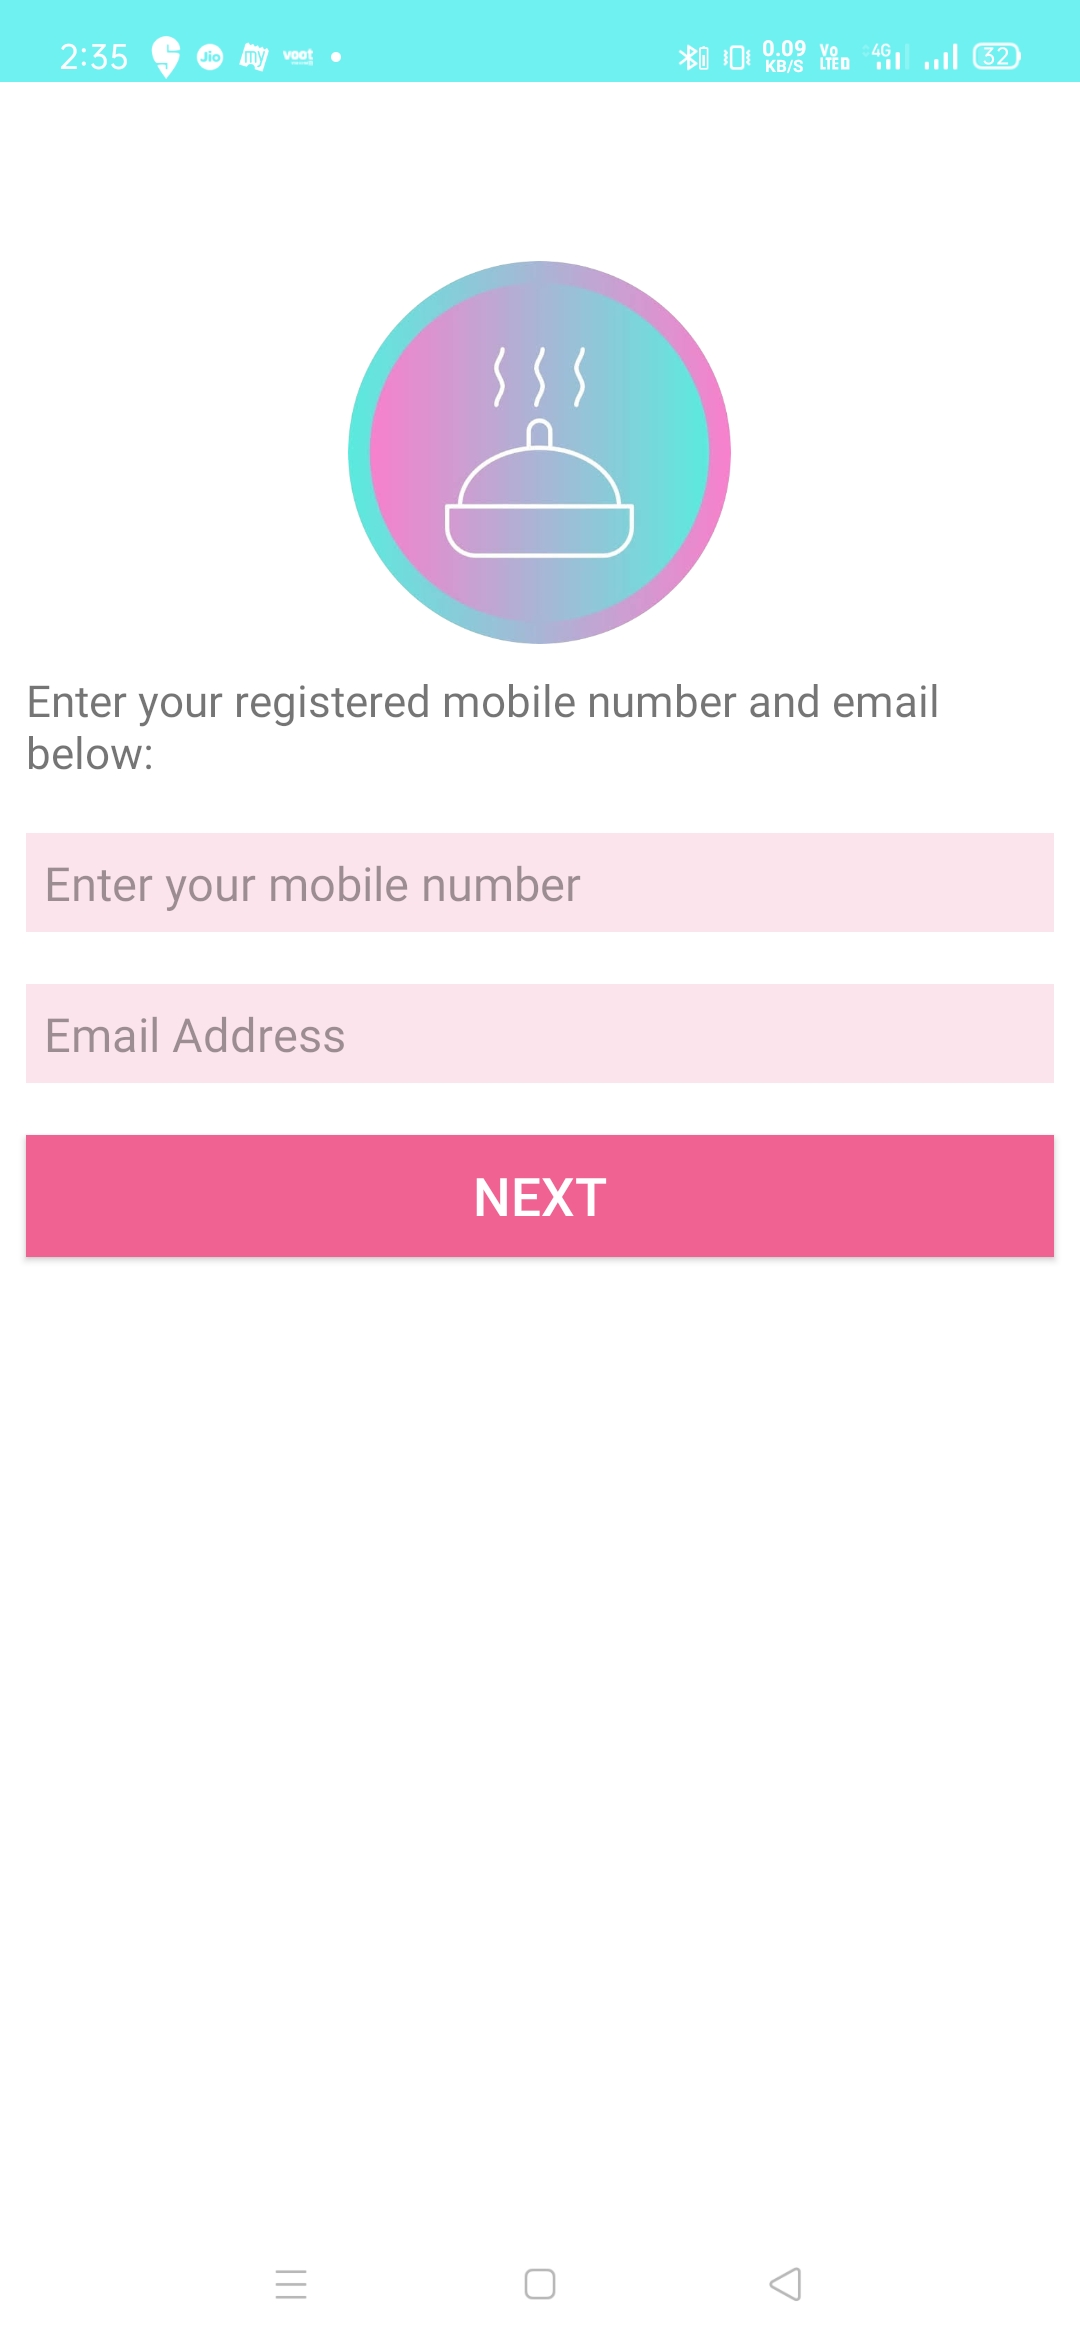 2:35 Jio my voot 0.09 KB/S Vo LTE 4G 32
Enter your registered mobile number and email
below:
Enter your mobile number
Email Address
NEXT